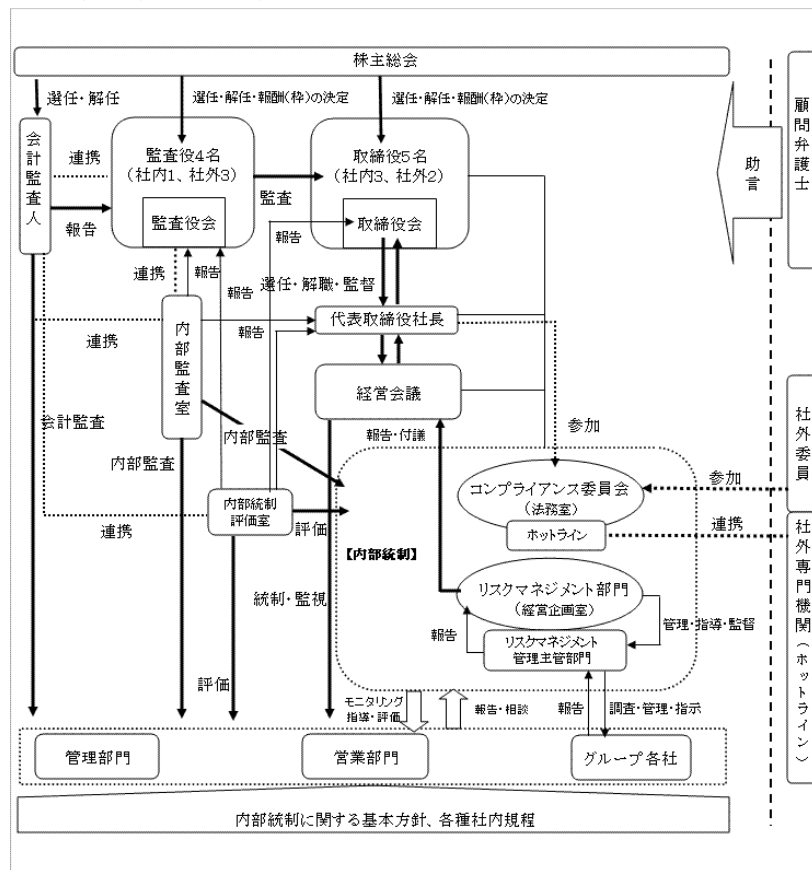 株主総会
選任・解任
選任・解任・報酬(枠)の決定
選任・解任・報酬(枠)の決定
顧問弁護士
助言
会計監査人
連携
監査役4名
(社内1、社外3)
監査
取締役5名
(社内3、社外2)
報告
監査役会
報告
取締役会
連携
報告
報告
選任・解職・監督
内部監査室
報告
代表取締役社長
連携
経営会議
会計監査
内部監査
内部監査
報告・付議
参加
社外委員
参加
コンプライアンス委員会
(法務室)
ホットライン
連携
内部統制
評価室
連携
評価
【内部統制】
社外専門機関(ホットライン)
リスクマネジメント部門
(経営企画室)
統制・監視
報告
管理・指導・監督
リスクマネジメント
管理主管部門
評価
モニタリング
指導・評価
報告・相談
報告
調査・管理・指示
管理部門
営業部門
グループ各社
内部統制に関する基本方針、各種社内規程